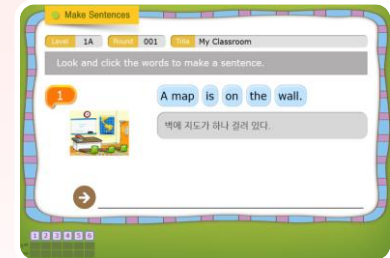 Make Sentences
Level 1A Round 001 Title My Classroom
Look and click the words to make a sentence.
1
A map is on the wall.
벽에 지도가 하나 걸려 있다.
1 2 3 4 5 6